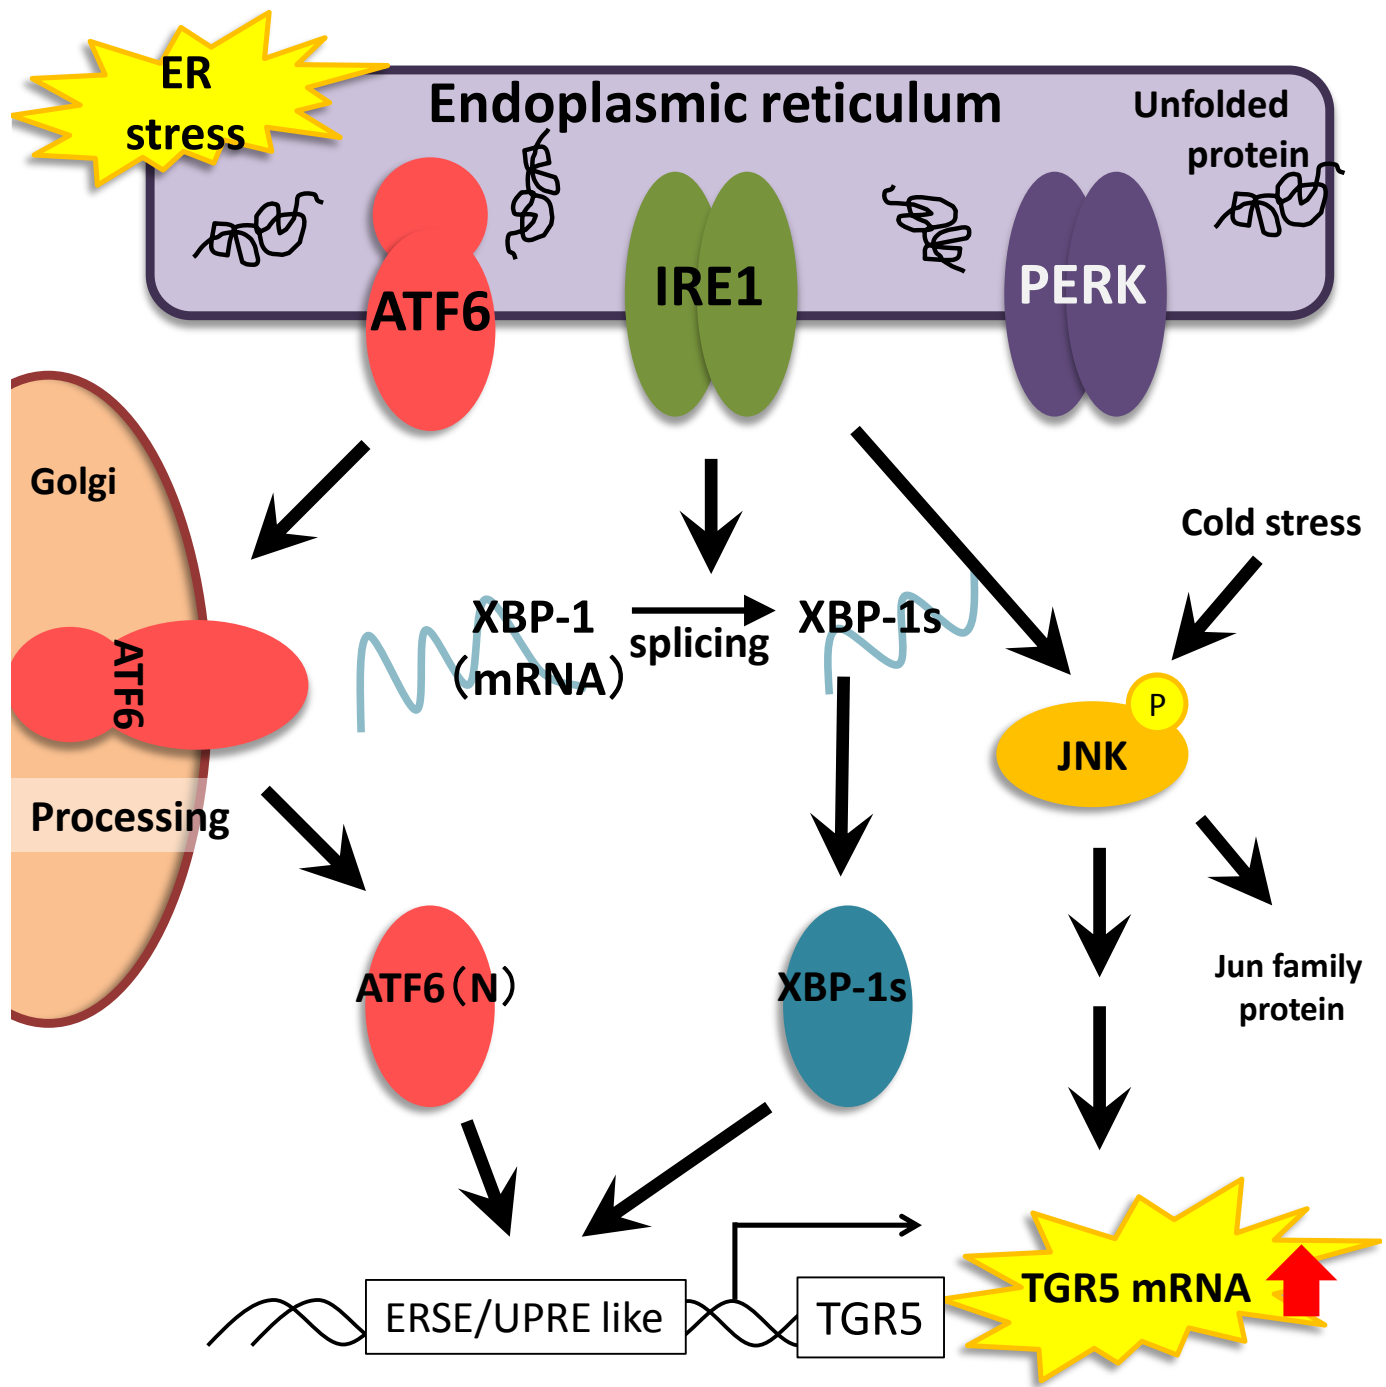 ER
stress
Endoplasmic reticulum
Unfolded
protein
ATF6
IRE1
PERK
Golgi
Cold stress
XBP-1
（mRNA）
splicing
XBP-1s
ATF6
P
JNK
Processing
ATF6（N）
XBP-1s
Jun family
protein
ERSE/UPRE like
TGR5
TGR5 mRNA